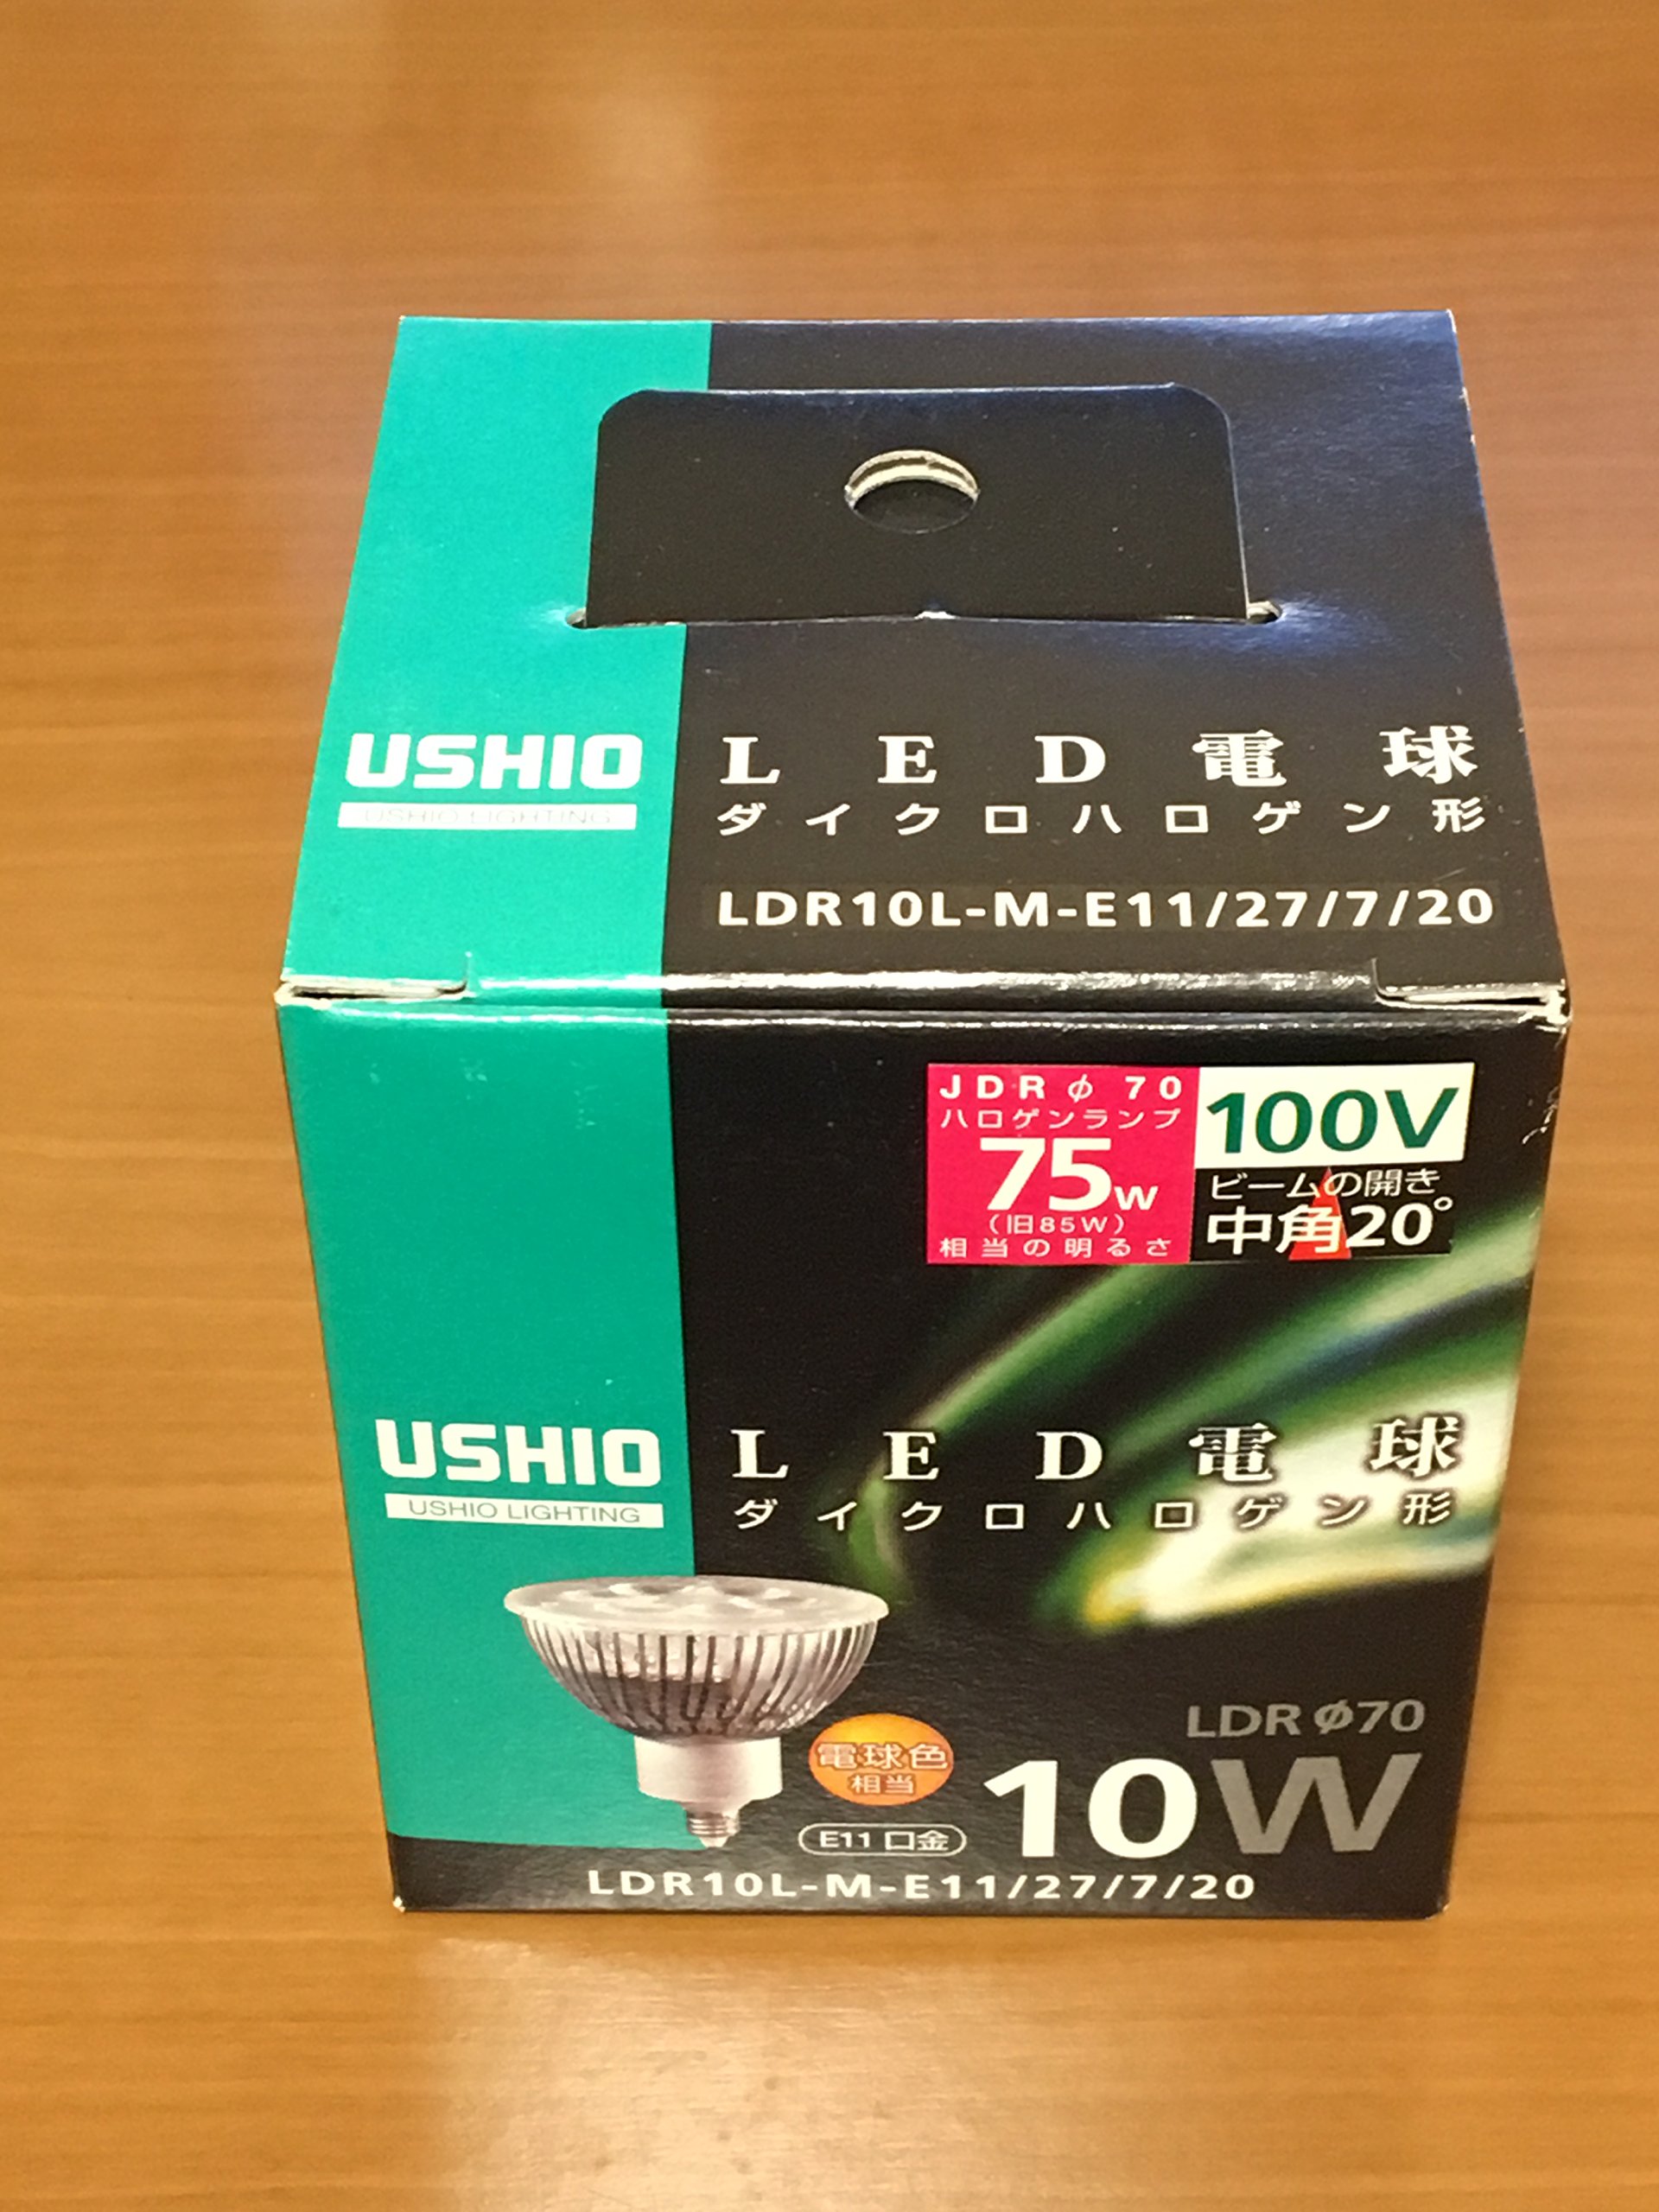 USHIO
USHIO LIGHTING
LED電球
ダイクロハロゲン形
LDR10L-M-E11/27/7/20
JDRφ70
ハロゲンランプ
75W
(旧85W)
相当の明るさ
100V
ビームの開き
中角20°
USHIO
USHIO LIGHTING
LED電球
ダイクロハロゲン形
電球色
相当
E11口金
LDRφ70
10W
LDR10L-M-E11/27/7/20